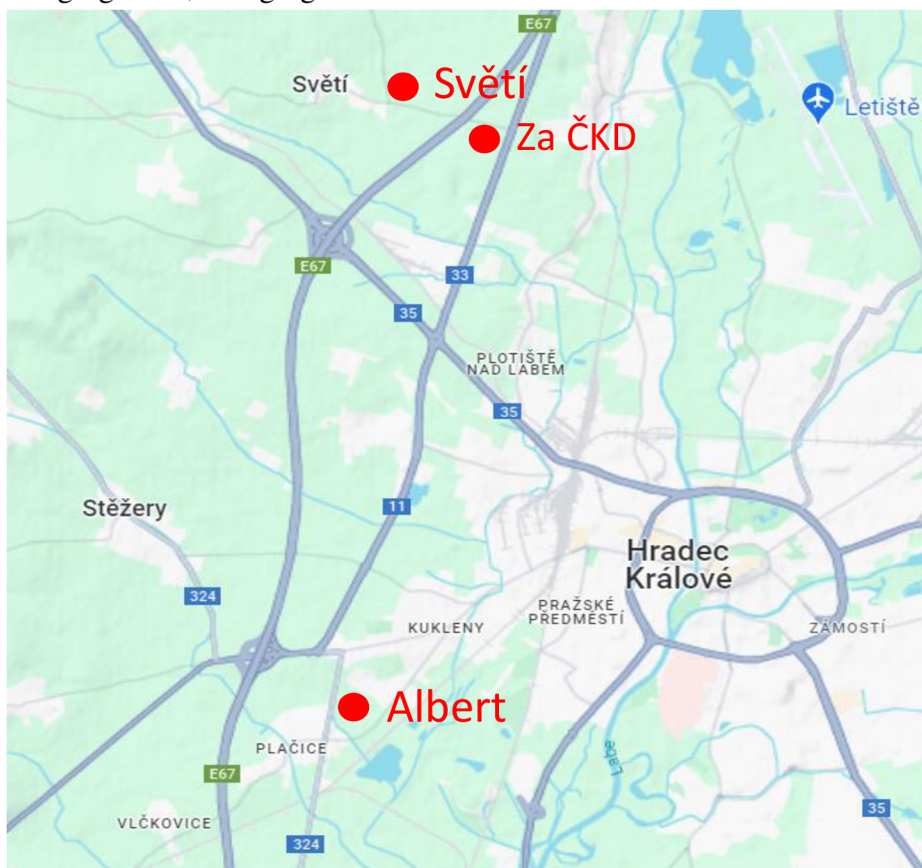 E67
Světí
Světí
Za ČKD
Letiště
E67
33
35
PLOTIŠTĚ
NAD LABEM
35
Stěžery
11
Hradec
Králové
324
PRAŽSKÉ
PŘEDMĚSTÍ
KUKLENY
ZÁMOSTÍ
Albert
PLAČICE
Labe
E67
VLČKOVICE
35
324